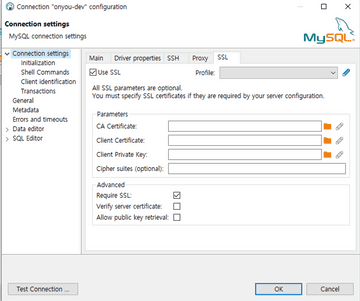 Connection "onyou-dev" configuration
Connection settings
MySQL connection settings
MySQL
Connection settings
Initialization
Shell Commands
Client identification
Transactions
General
Metadata
Errors and timeouts
Data editor
SQL Editor
Main Driver properties SSH Proxy SSL
Use SSL Profile:
All SSL parameters are optional.
You must specify SSL certificates if they are required by your server configuration.
Parameters
CA Certificate:
Client Certificate:
Client Private Key:
Cipher suites (optional):
Advanced
Require SSL:
Verify server certificate:
Allow public key retrieval:
Test Connection ... OK Cancel